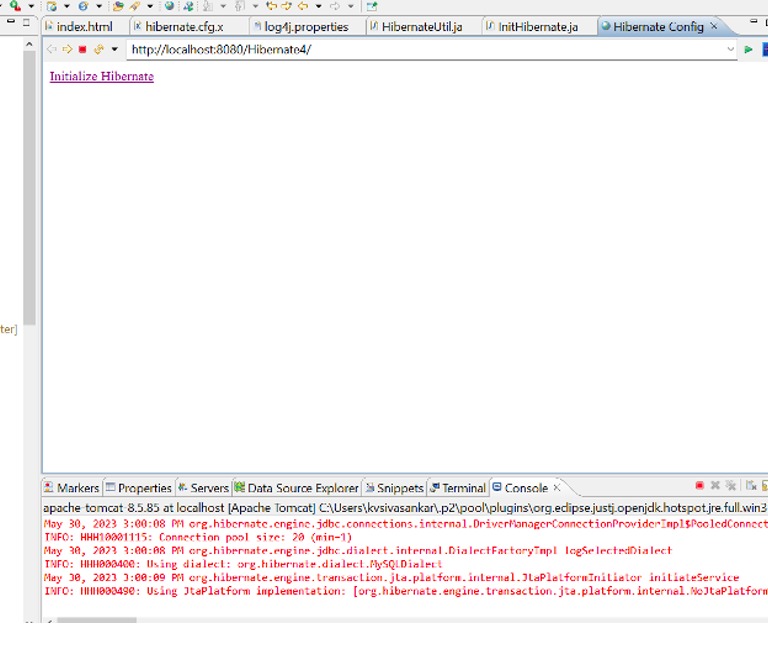 index.html
hibernate.cfg.x
log4j.properties
HibernateUtil.ja
InitHibernate.ja
Hibernate Config
http://localhost:8080/Hibernate4/
Initialize Hibernate
ter]
Markers
Properties
Servers
Data Source Explorer
Snippets
Terminal
Console
apache-tomcat-8.5.85 at localhost [Apache Tomcat] C:\Users\kvsivasankar\.p2\pool\plugins\org.eclipse.justj.openjdk.hotspot.jre.full.win3
May 30, 2023 3:00:08 PM org.hibernate.engine.jdbc.connections.internal.DriverManagerConnectionProviderImpl$PooledConnect
INFO: HHH10001115: Connection pool size: 20 (min=1)
May 30, 2023 3:00:08 PM org.hibernate.engine.jdbc.dialect.internal.DialectFactoryImpl logSelectedDialect
INFO: HHH000400: Using dialect: org.hibernate.dialect.MySQLDialect
May 30, 2023 3:00:09 PM org.hibernate.engine.transaction.jta.platform.internal.JtaPlatformInitiator initiateService
INFO: HHH000490: Using JtaPlatform implementation: [org.hibernate.engine.transaction.jta.platform.internal.NoJtaPlatform